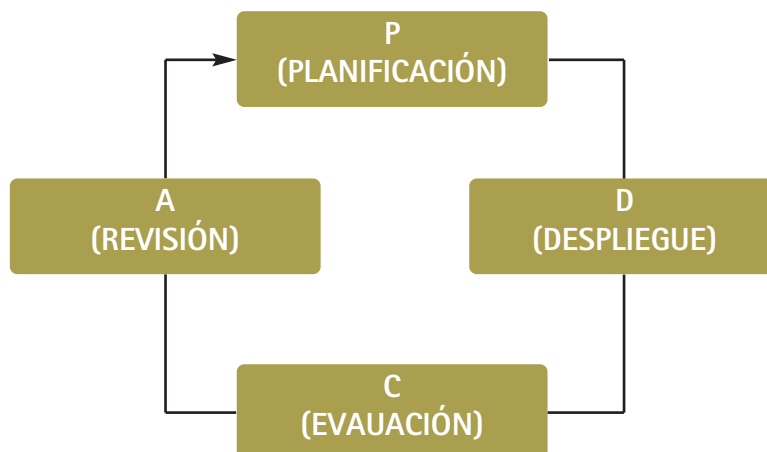 P
(PLANIFICACIÓN)
A
(REVISIÓN)
D
(DESPLIEGUE)
C
(EVAUACIÓN)